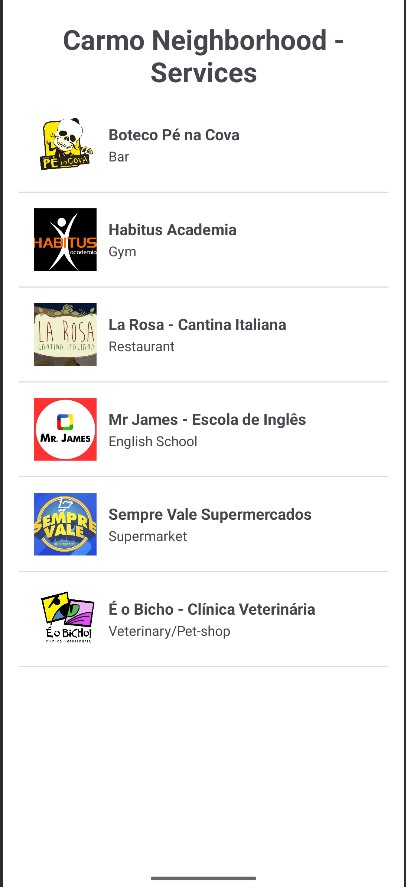 Carmo Neighborhood -
Services
PÉ NA COVA
Boteco Pé na Cova
Bar
HABITUS
academia
Habitus Academia
Gym
LA ROSA
CANTINA ITALIANA
La Rosa - Cantina Italiana
Restaurant
MR. JAMES
Mr James - Escola de Inglês
English School
SEMPRE
VALE
Sempre Vale Supermercados
Supermarket
É o BiCHO!
É o Bicho - Clínica Veterinária
Veterinary/Pet-shop